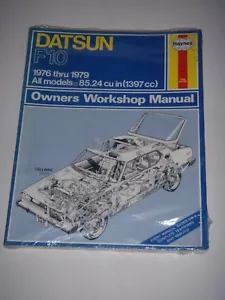 DATSUN
F10
Haynes
1976 thru 1979
All models 85.24 cu in (1397 cc)
Owners Workshop Manual